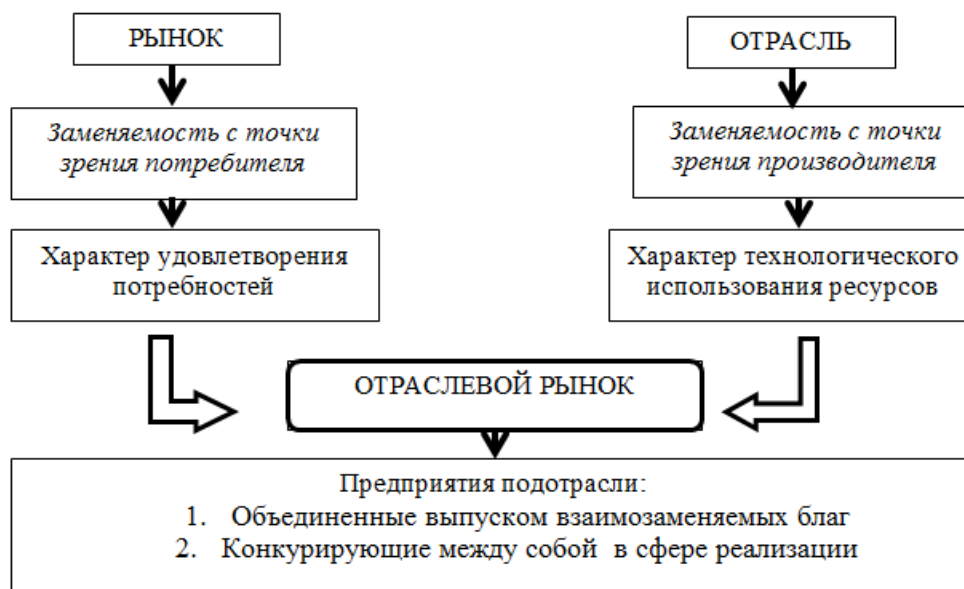 РЫНОК
ОТРАСЛЬ
Заменяемость с точки
зрения потребителя
Заменяемость с точки
зрения производителя
Характер удовлетворения
потребностей
Характер технологического
использования ресурсов
ОТРАСЛЕВОЙ РЫНОК
Предприятия подотрасли:
1. Объединенные выпуском взаимозаменяемых благ
2. Конкурирующие между собой в сфере реализации